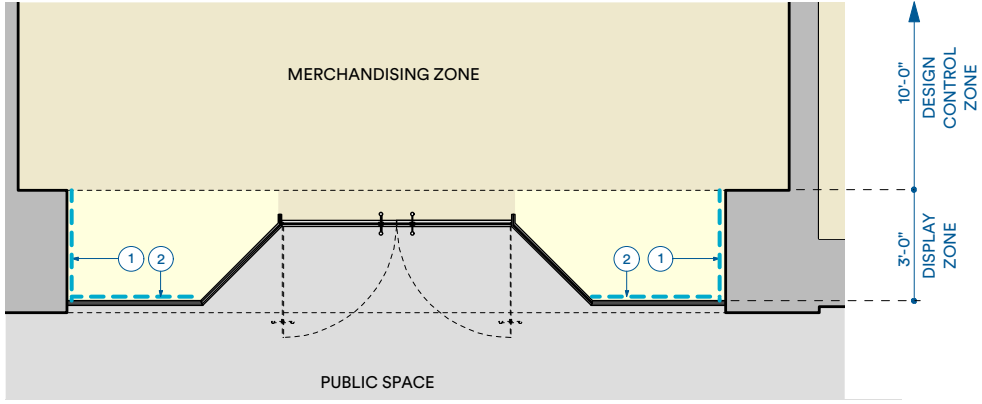 MERCHANDISING ZONE
10'-0"
DESIGN
CONTROL
ZONE
1
2
2
1
3'-0"
DISPLAY
ZONE
PUBLIC SPACE